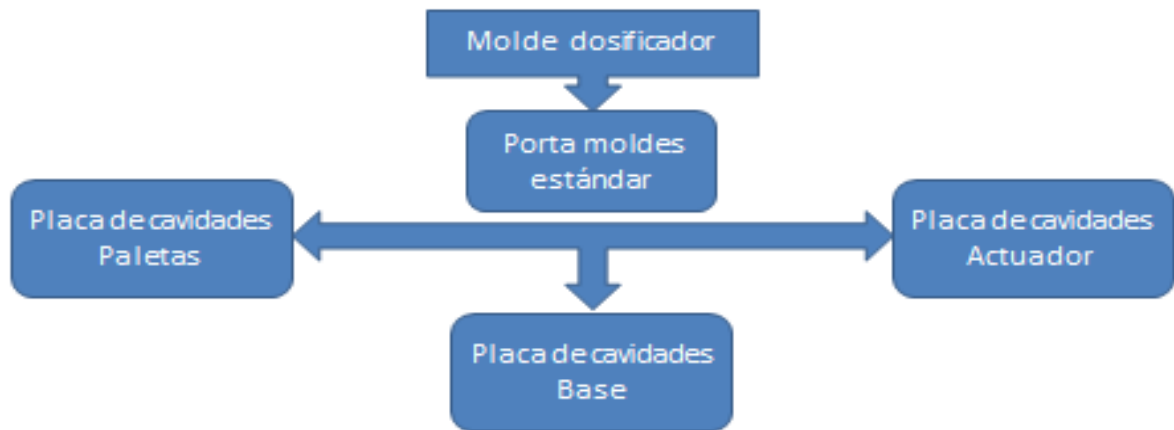 Molde dosificador
Porta moldes
estándar
Placa de cavidades
Paletas
Placa de cavidades
Actuador
Placa de cavidades
Base